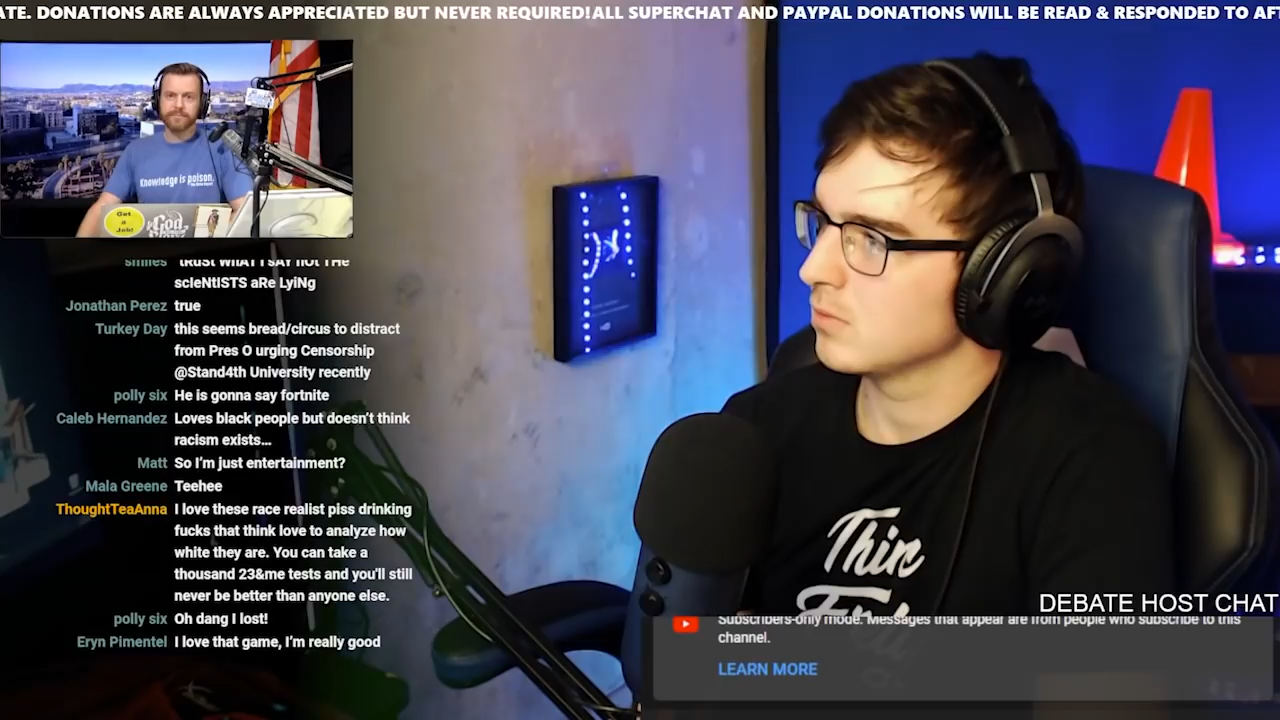 ATE. DONATIONS ARE ALWAYS APPRECIATED BUT NEVER REQUIRED! ALL SUPERCHAT AND PAYPAL DONATIONS WILL BE READ & RESPONDED TO AFT
Knowledge is poison.
Get
a
Job!
God
smiles tRuSt WhAT I sAY noT THe
scIeNtISTS aRe LyiNg
Jonathan Perez true
Turkey Day this seems bread/circus to distract
from Pres O urging Censorship
@Stand4th University recently
polly six He is gonna say fortnite
Caleb Hernandez Loves black people but doesn't think
racism exists...
Matt So I'm just entertainment?
Mala Greene Teehee
ThoughtTeaAnna I love these race realist piss drinking
fucks that think love to analyze how
white they are. You can take a
thousand 23&me tests and you'll still
never be better than anyone else.
polly six Oh dang I lost!
Eryn Pimentel I love that game, I'm really good
Thin
DEBATE HOST CHAT
Subscribers-only mode. Messages that appear are from people who subscribe to this
channel.
LEARN MORE